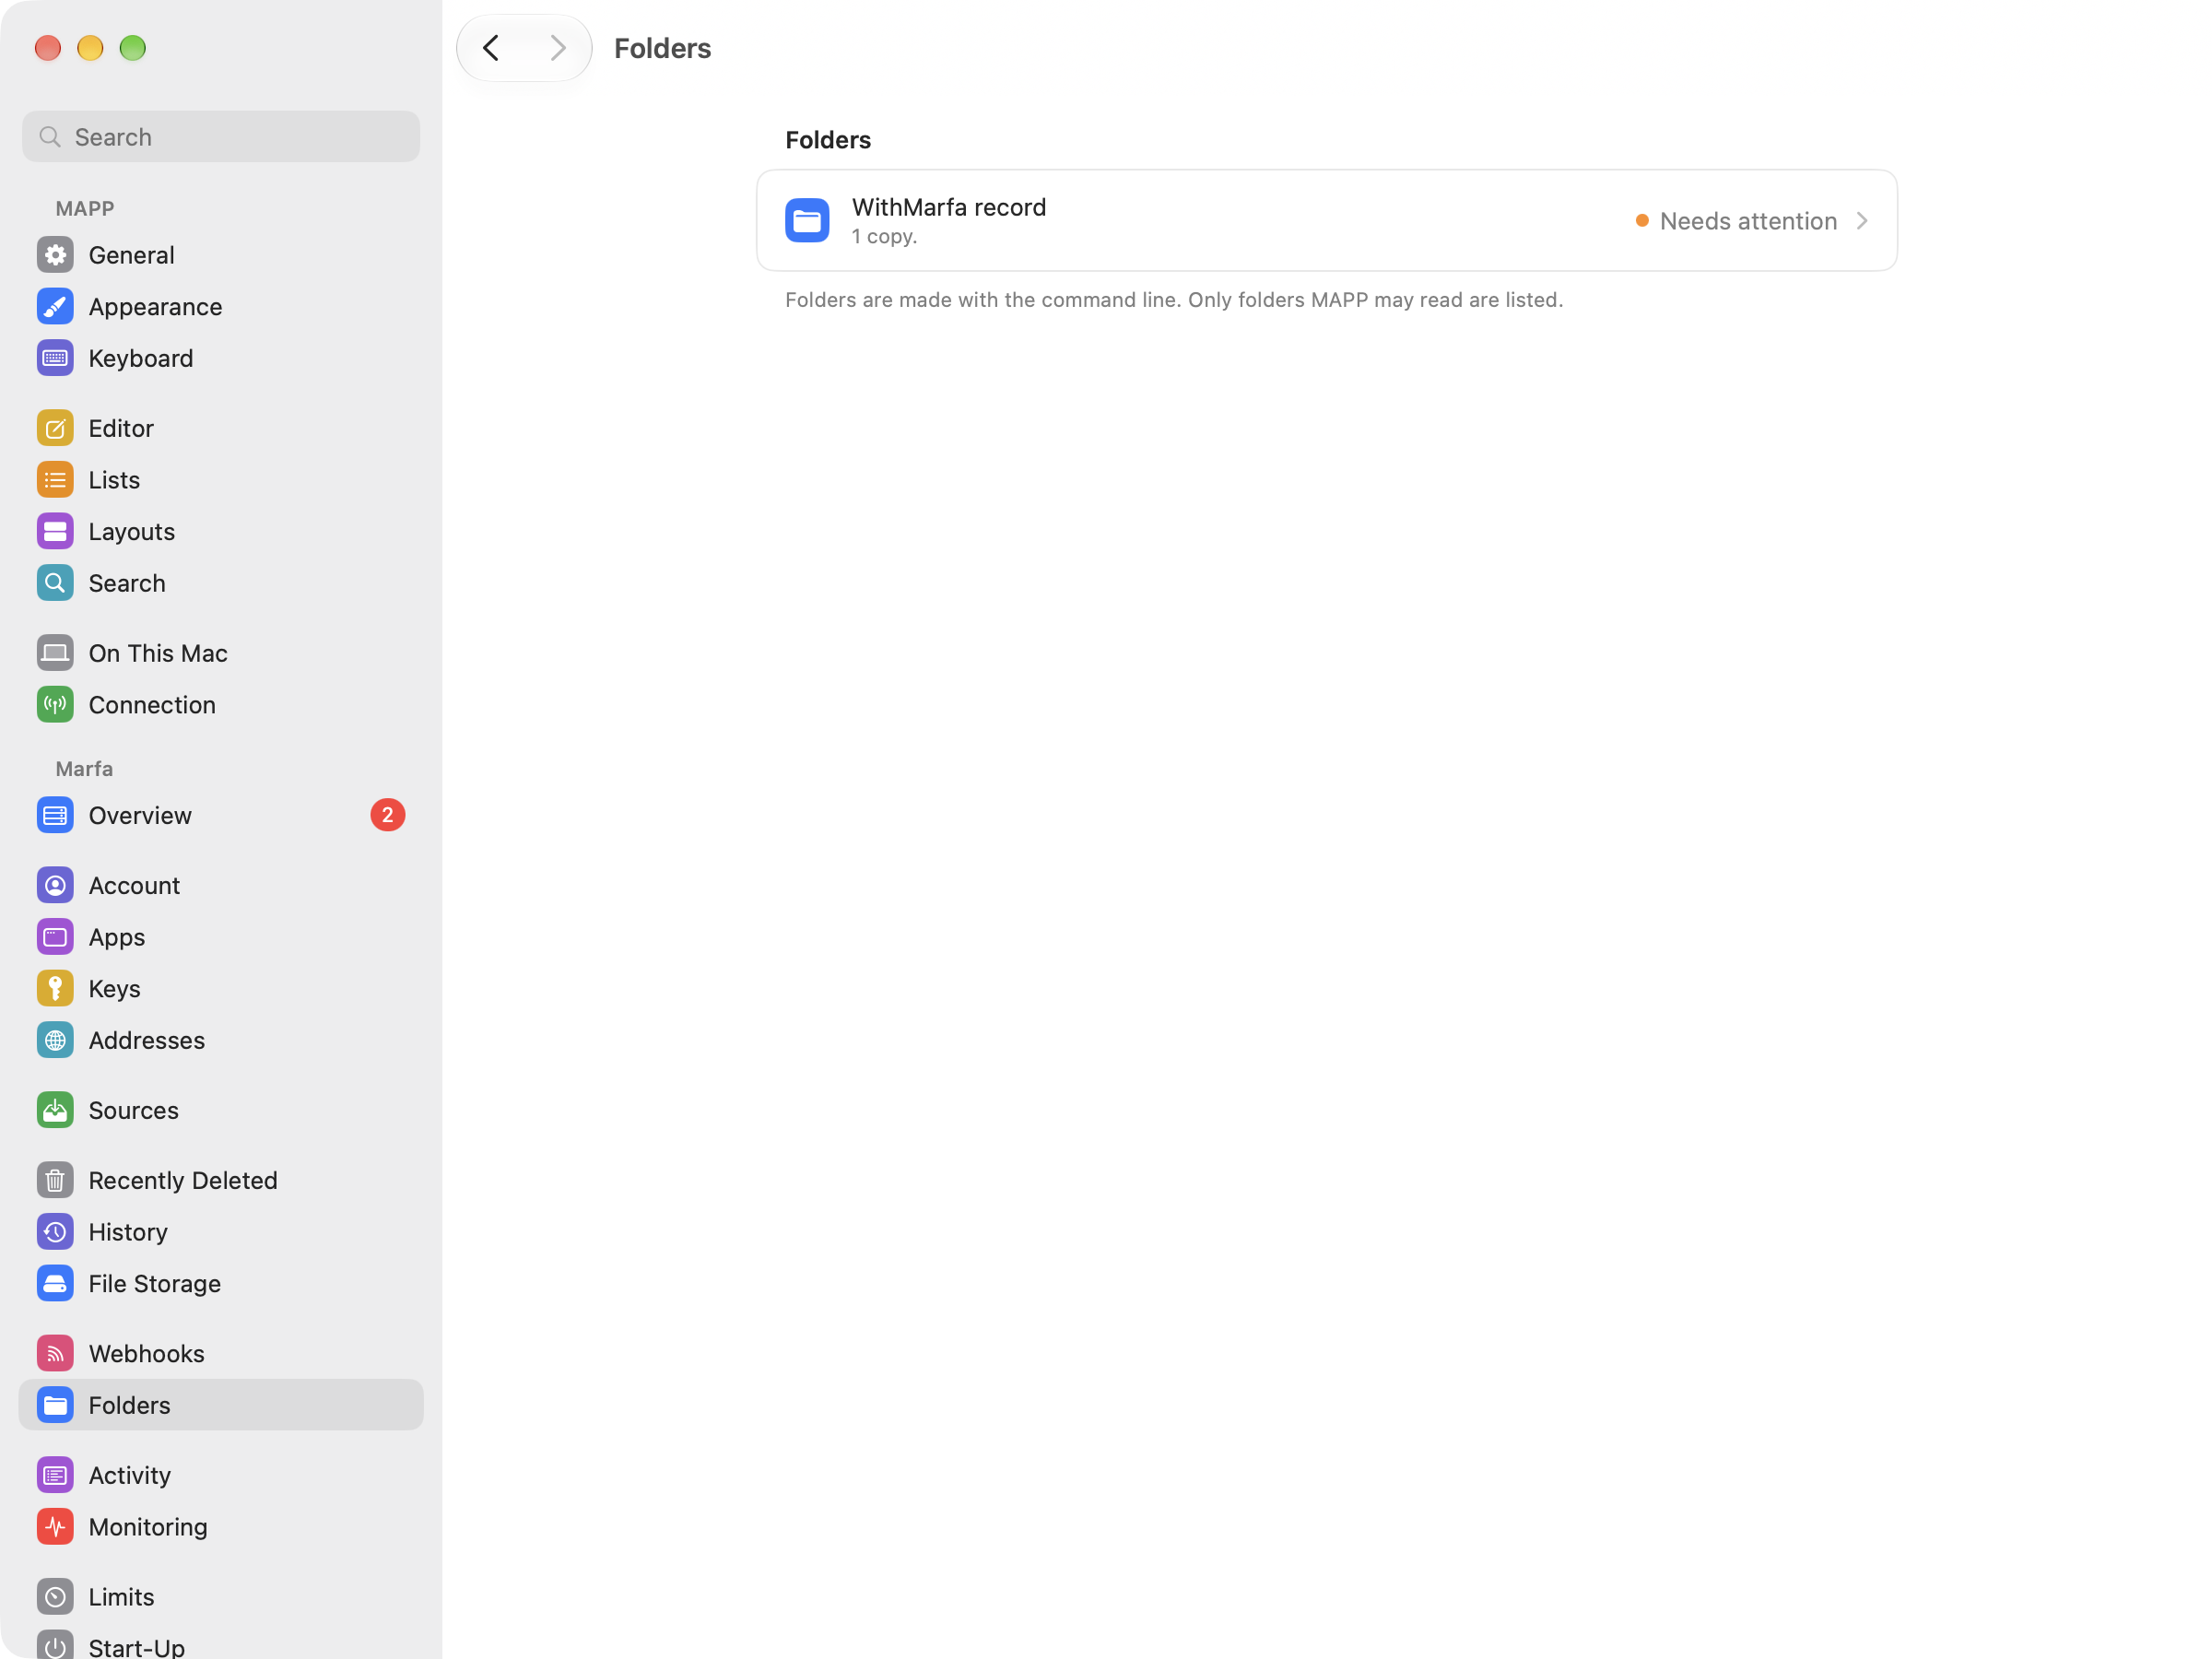 Folders
Search
MAPP
General
Appearance
Keyboard
Editor
Lists
Layouts
Search
On This Mac
Connection
Marfa
Overview
2
Account
Apps
Keys
Addresses
Sources
Recently Deleted
History
File Storage
Webhooks
Folders
Activity
Monitoring
Limits
Start-Up
Folders
WithMarfa record
1 copy.
Needs attention
Folders are made with the command line. Only folders MAPP may read are listed.